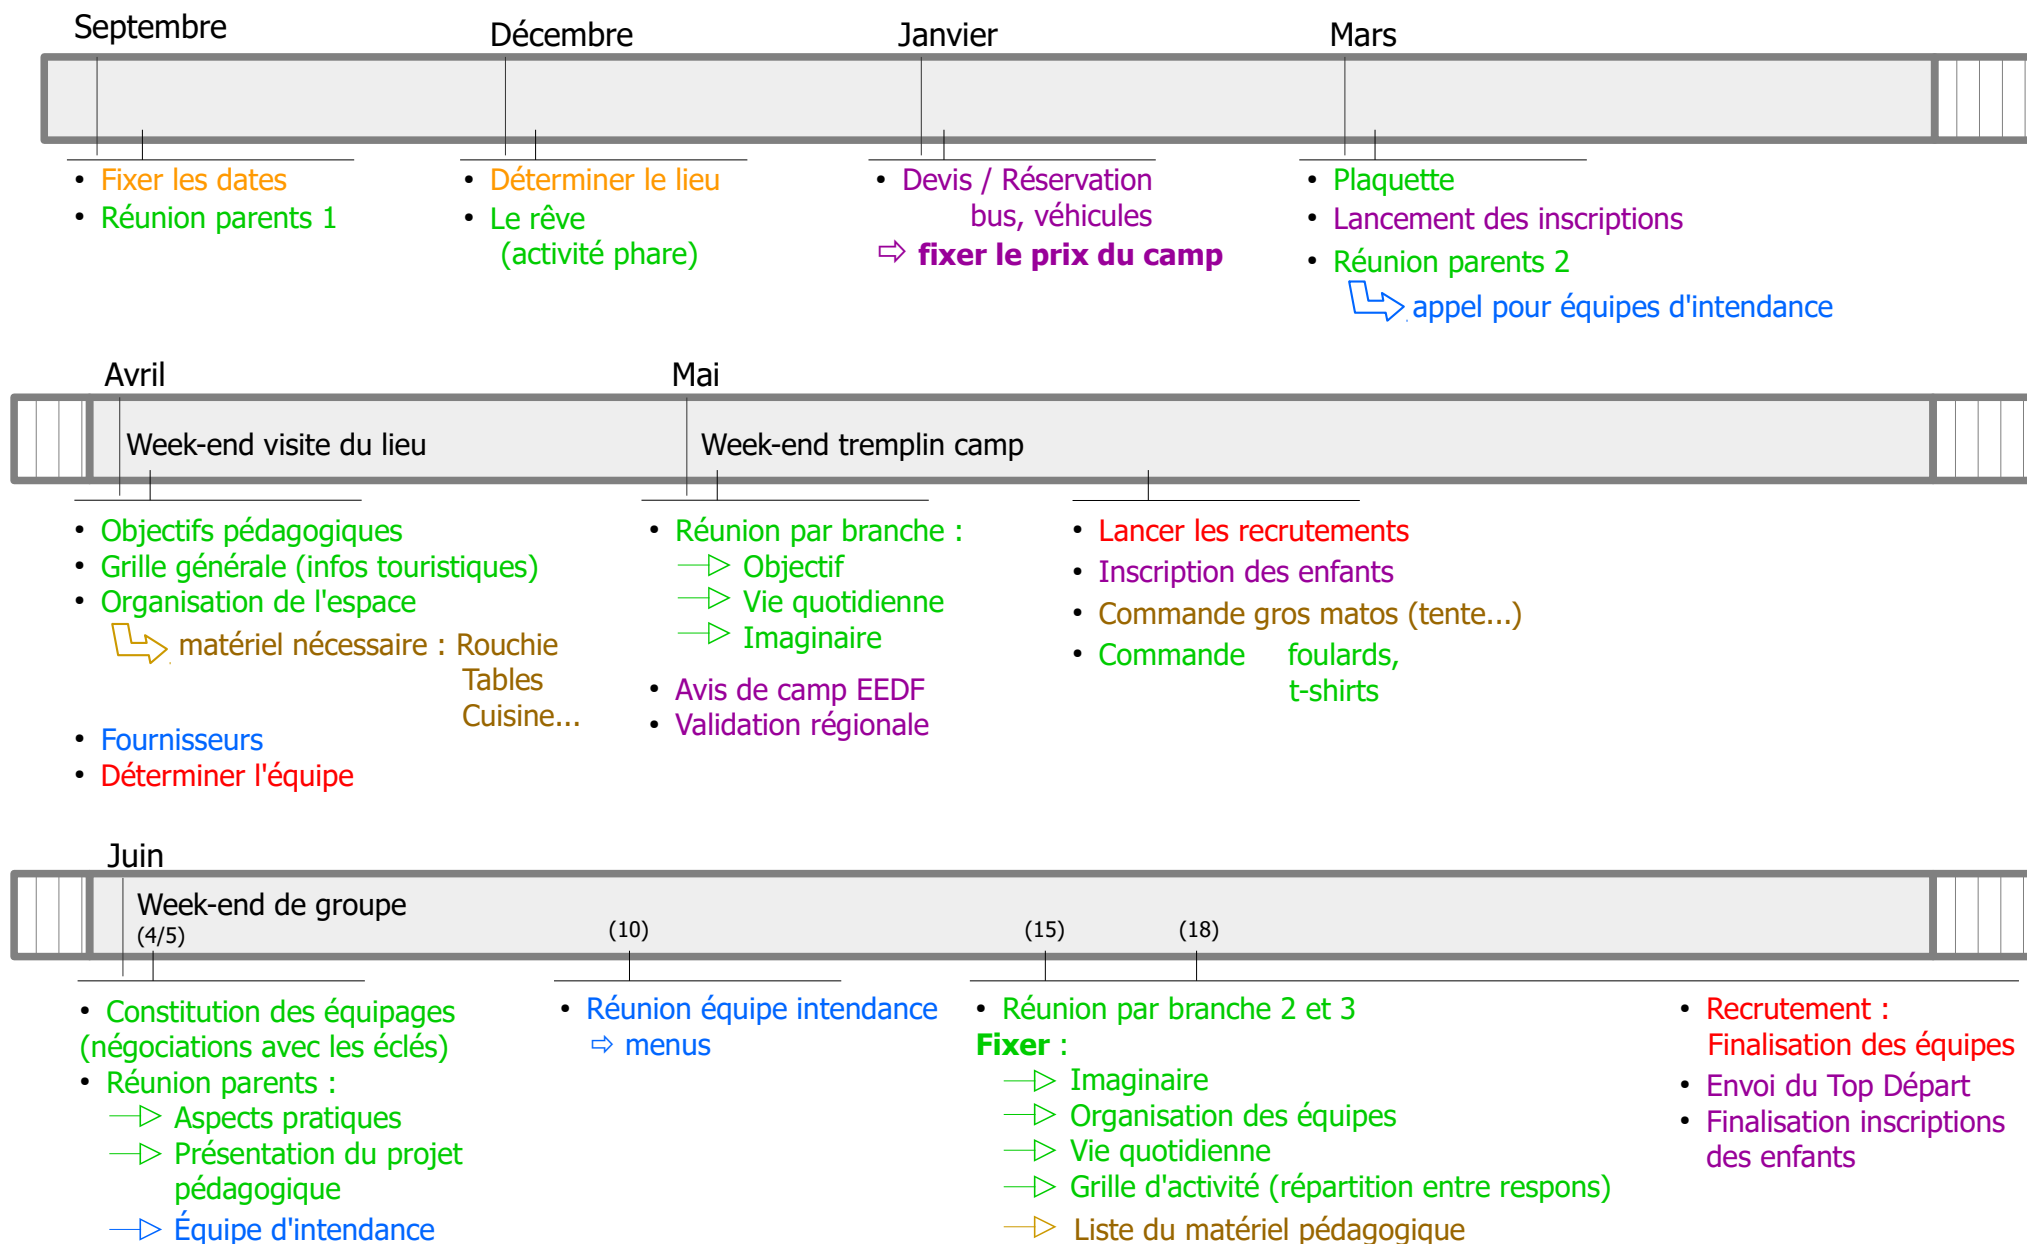 Septembre
Décembre
Janvier
Mars
• Fixer les dates
• Réunion parents 1
• Déterminer le lieu
• Le rêve
(activité phare)
• Devis / Réservation
bus, véhicules
⇨ fixer le prix du camp
• Plaquette
• Lancement des inscriptions
• Réunion parents 2
appel pour équipes d'intendance
Avril
Mai
Week-end visite du lieu
Week-end tremplin camp
• Objectifs pédagogiques
• Grille générale (infos touristiques)
• Organisation de l'espace
matériel nécessaire : Rouchie
Tables
Cuisine...
• Fournisseurs
• Déterminer l'équipe
• Réunion par branche :
Objectif
Vie quotidienne
Imaginaire
• Avis de camp EEDF
• Validation régionale
• Lancer les recrutements
• Inscription des enfants
• Commande gros matos (tente...)
• Commande foulards,
t-shirts
Juin
Week-end de groupe
(4/5)
(10)
(15)
(18)
• Constitution des équipages
(négociations avec les éclés)
• Réunion parents :
Aspects pratiques
Présentation du projet
pédagogique
Équipe d'intendance
• Réunion équipe intendance
⇨ menus
• Réunion par branche 2 et 3
Fixer :
Imaginaire
Organisation des équipes
Vie quotidienne
Grille d'activité (répartition entre respons)
Liste du matériel pédagogique
• Recrutement :
Finalisation des équipes
• Envoi du Top Départ
• Finalisation inscriptions
des enfants